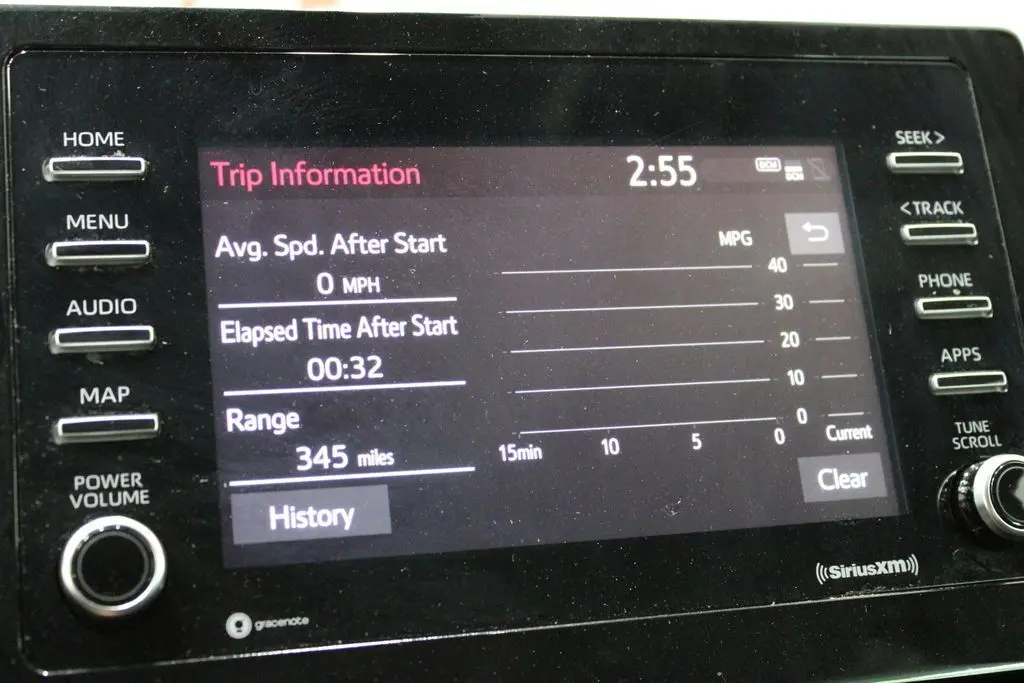 HOME
MENU
AUDIO
MAP
POWER
VOLUME
Trip Information
2:55
DCM
DCM
Avg. Spd. After Start
0 MPH
Elapsed Time After Start
00:32
Range
345 miles
History
MPG
40
30
20
10
0
15min 10 5 0 Current
Clear
SEEK >
< TRACK
PHONE
APPS
TUNE
SCROLL
gracenote
((SiriusXM))